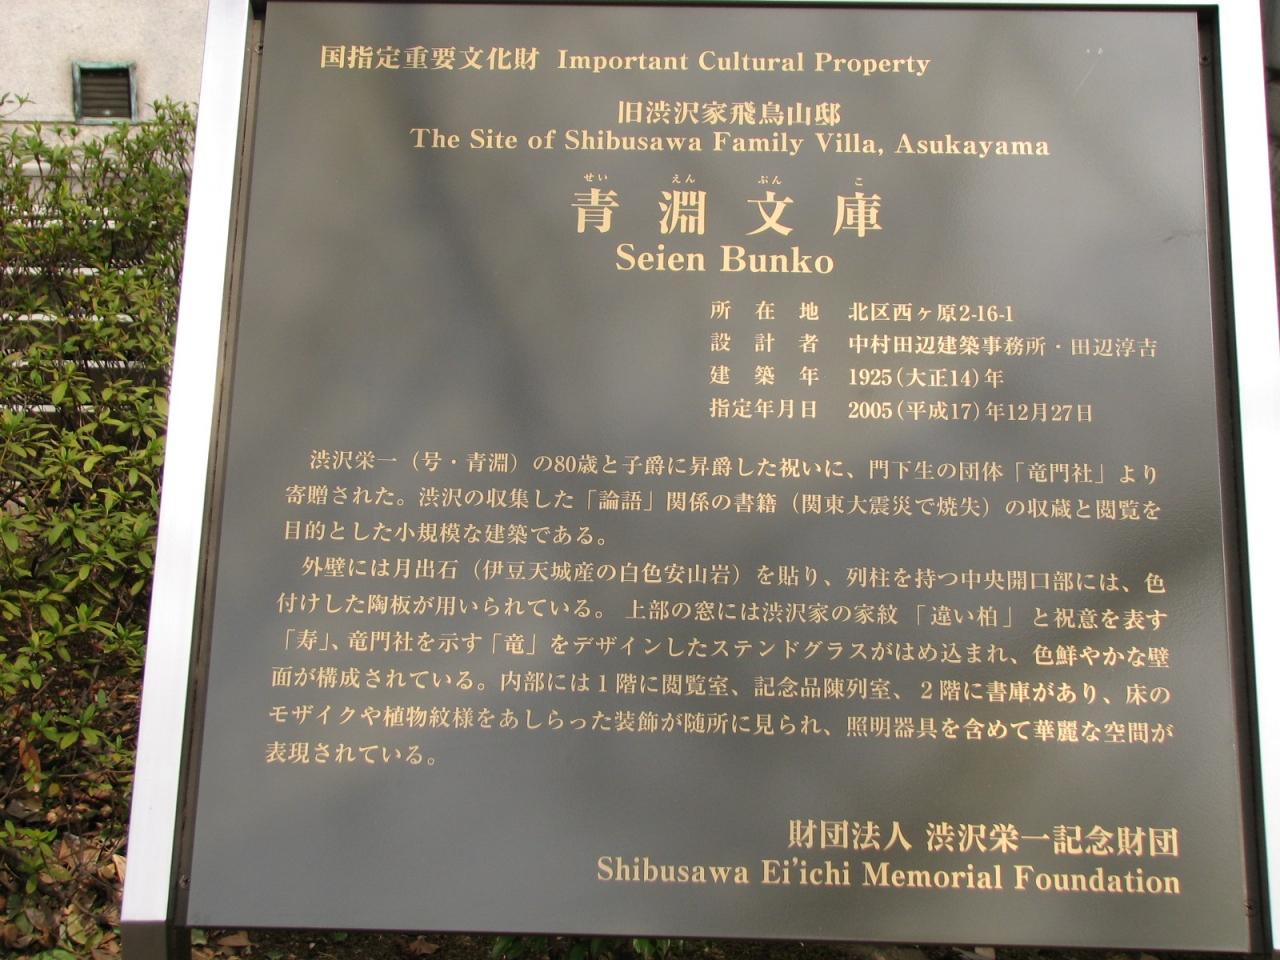 国指定重要文化財 Important Cultural Property
旧渋沢家飛鳥山邸
The Site of Shibusawa Family Villa, Asukayama
せい えん ぶん こ
青淵文庫
Seien Bunko
所在地 北区西ヶ原2-16-1
設計者 中村田辺建築事務所・田辺淳吉
建築年 1925(大正14)年
指定年月日 2005(平成17)年12月27日
渋沢栄一（号・青淵）の80歳と子爵に昇爵した祝いに、門下生の団体「竜門社」より
寄贈された。渋沢の収集した「論語」関係の書籍（関東大震災で焼失）の収蔵と閲覧を
目的とした小規模な建築である。
外壁には月出石（伊豆天城産の白色安山岩）を貼り、列柱を持つ中央開口部には、色
付けした陶板が用いられている。 上部の窓には渋沢家の家紋「違い柏」と祝意を表す
「寿」、竜門社を示す「竜」をデザインしたステンドグラスがはめ込まれ、色鮮やかな壁
面が構成されている。内部には１階に閲覧室、記念品陳列室、２階に書庫があり、床の
モザイクや植物紋様をあしらった装飾が随所に見られ、照明器具を含めて華麗な空間が
表現されている。
財団法人 渋沢栄一記念財団
Shibusawa Ei'ichi Memorial Foundation